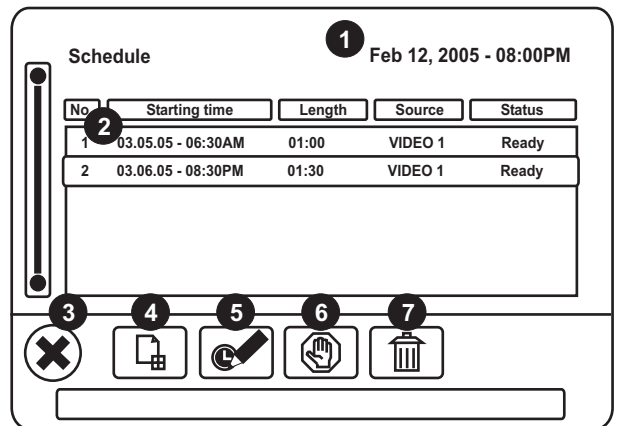 1
Schedule Feb 12, 2005 - 08:00PM
No Starting time Length Source Status
2
1 03.05.05 - 06:30AM 01:00 VIDEO 1 Ready
2 03.06.05 - 08:30PM 01:30 VIDEO 1 Ready
3 4 5 6 7